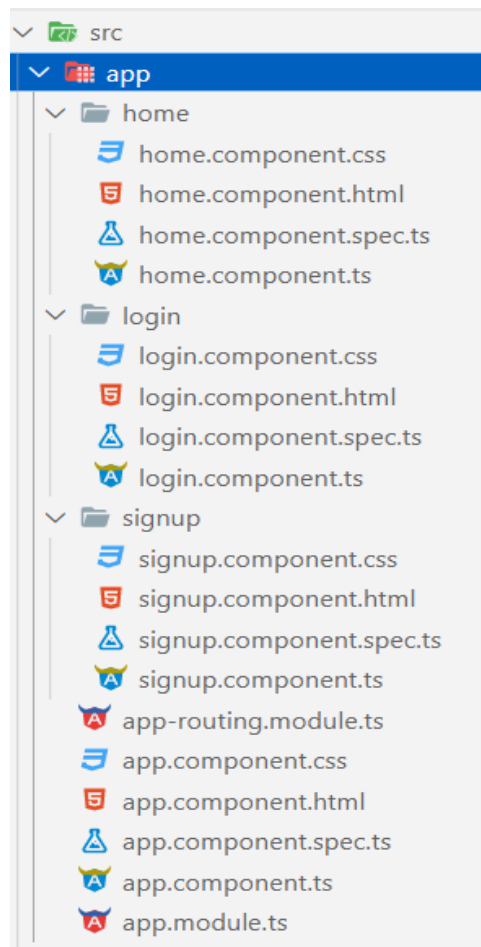 src
app
home
home.component.css
home.component.html
home.component.spec.ts
home.component.ts
login
login.component.css
login.component.html
login.component.spec.ts
login.component.ts
signup
signup.component.css
signup.component.html
signup.component.spec.ts
signup.component.ts
app-routing.module.ts
app.component.css
app.component.html
app.component.spec.ts
app.component.ts
app.module.ts